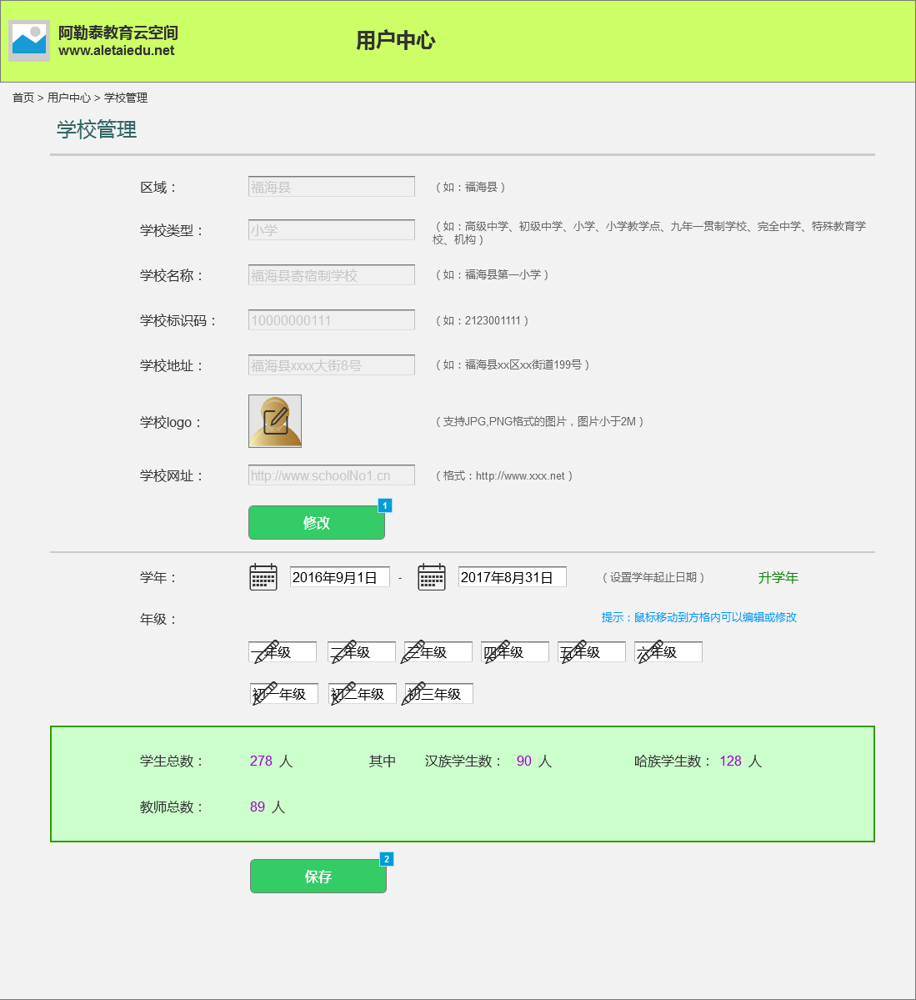 阿勒泰教育云空间
www.aletaiedu.net
用户中心
首页 > 用户中心 > 学校管理
学校管理
区域： 福海县 （如：福海县）
学校类型： 小学 （如：高级中学、初级中学、小学、小学教学点、九年一贯制学校、完全中学、特殊教育学
校、机构）
学校名称： 福海县寄宿制学校 （如：福海县第一小学）
学校标识码： 10000000111 （如：2123001111）
学校地址： 福海县xxxx大街8号 （如：福海县xx区xx街道199号）
学校logo： （支持JPG,PNG格式的图片，图片小于2M）
学校网址： http://www.schoolNo1.cn （格式：http://www.xxx.net）
修改 1
学年： 2016年9月1日 - 2017年8月31日 （设置学年起止日期） 升学年
年级： 提示：鼠标移动到方格内可以编辑或修改
一年级 二年级 三年级 四年级 五年级 六年级
初一年级 初二年级 初三年级
学生总数： 278 人 其中 汉族学生数： 90 人 哈族学生数： 128 人
教师总数： 89 人
保存 2